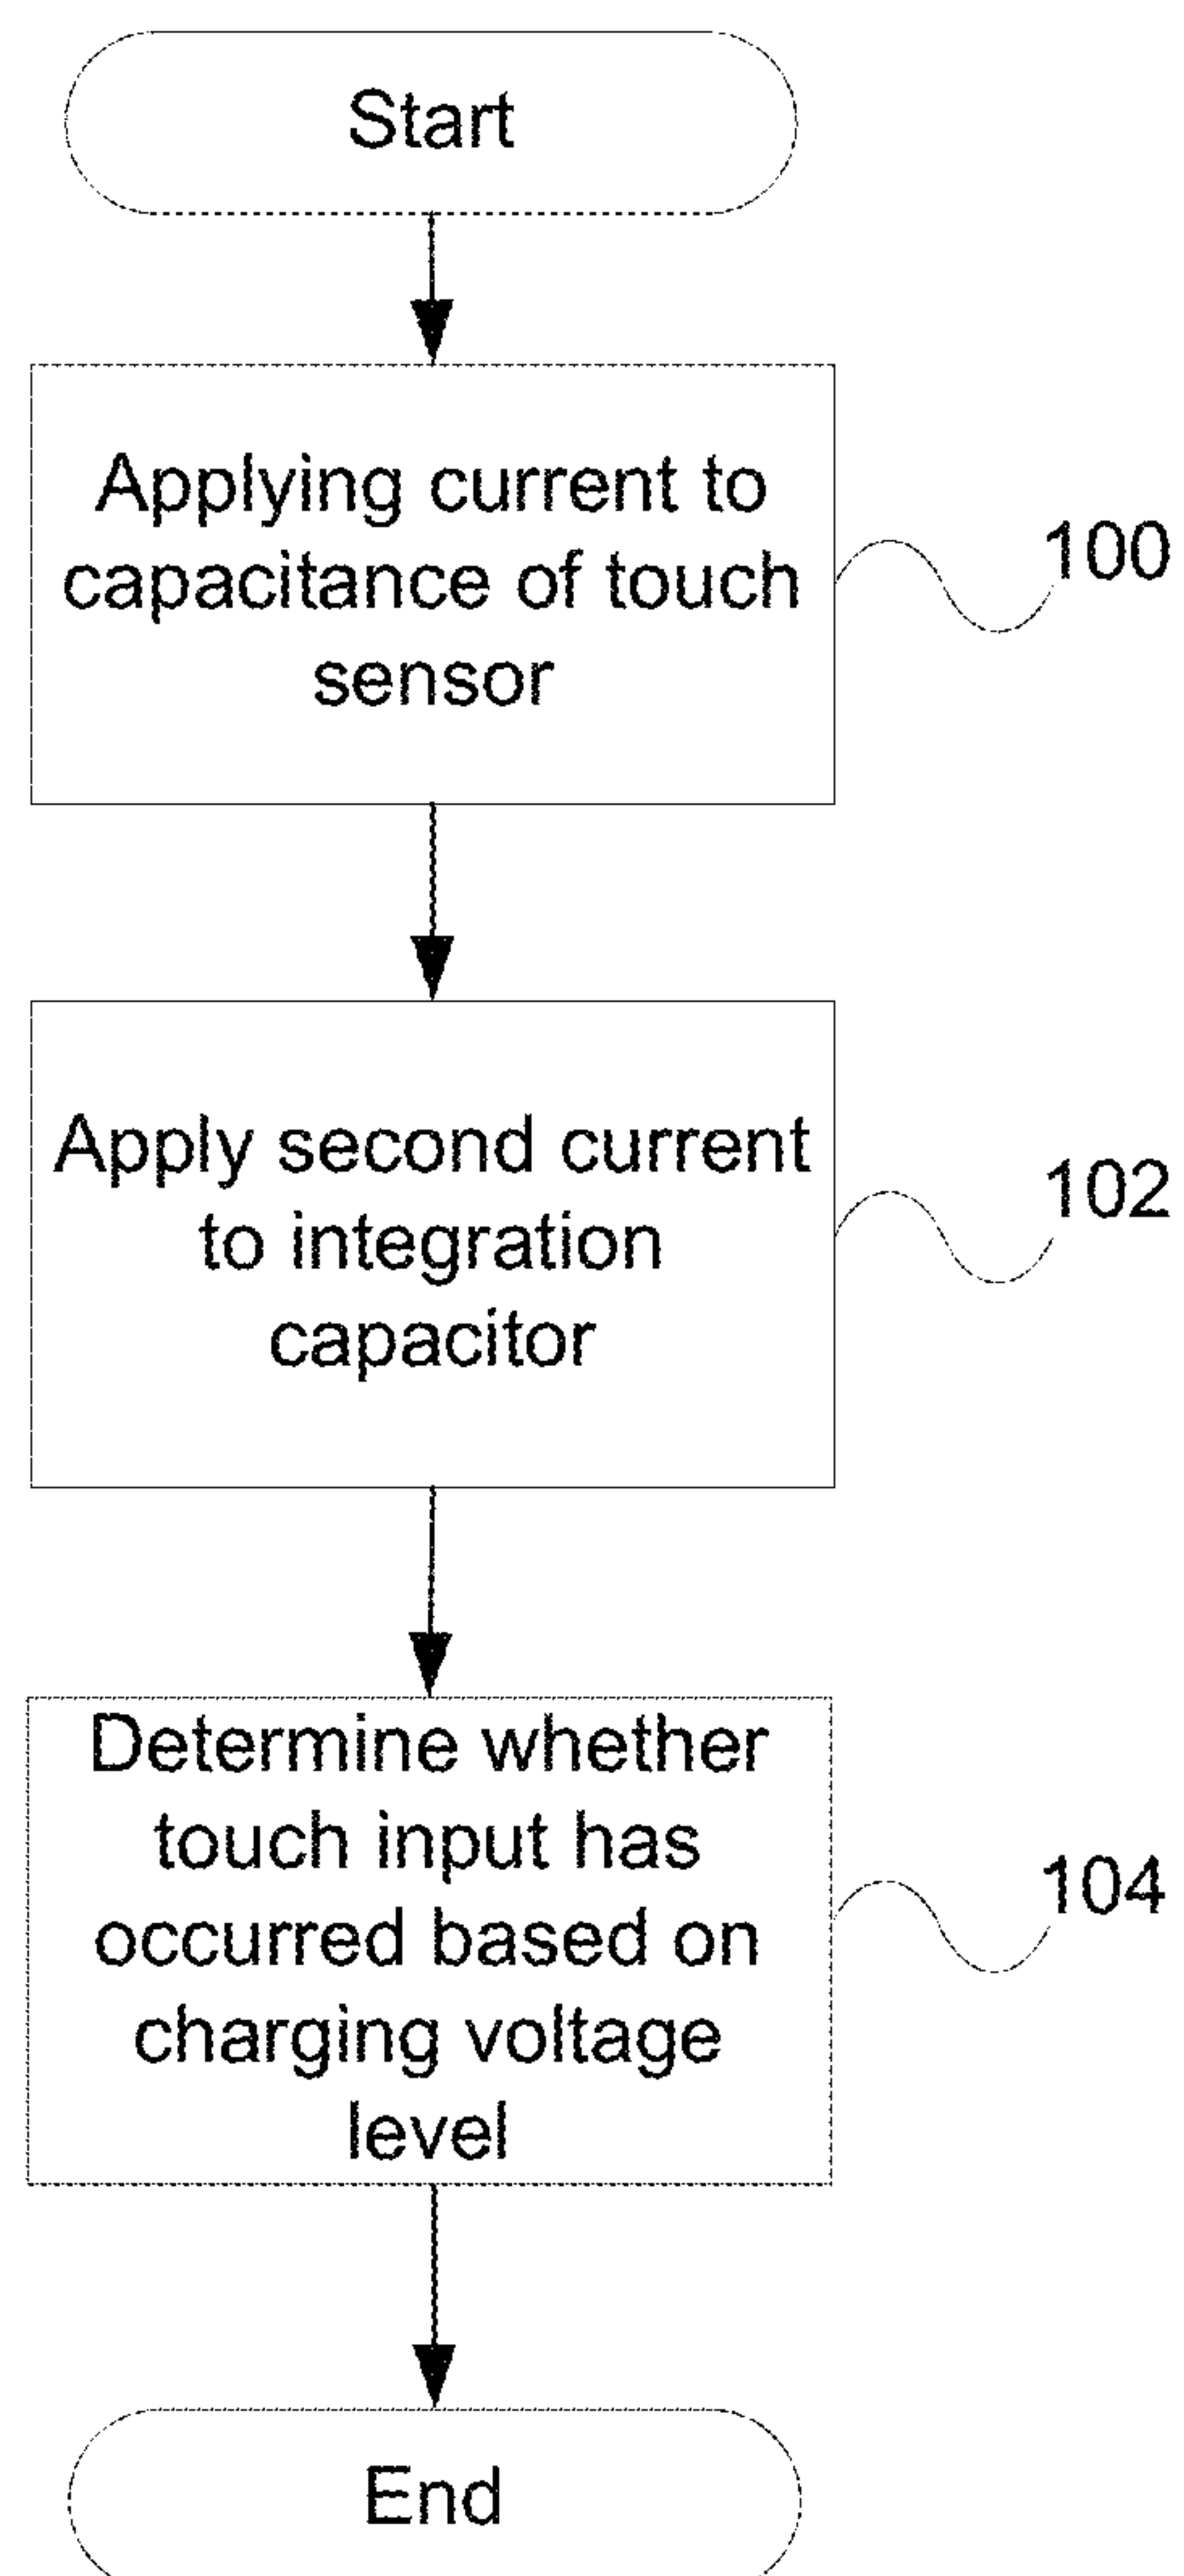 Start
Applying current to
capacitance of touch
sensor
100
Apply second current
to integration
capacitor
102
Determine whether
touch input has
occurred based on
charging voltage
level
104
End